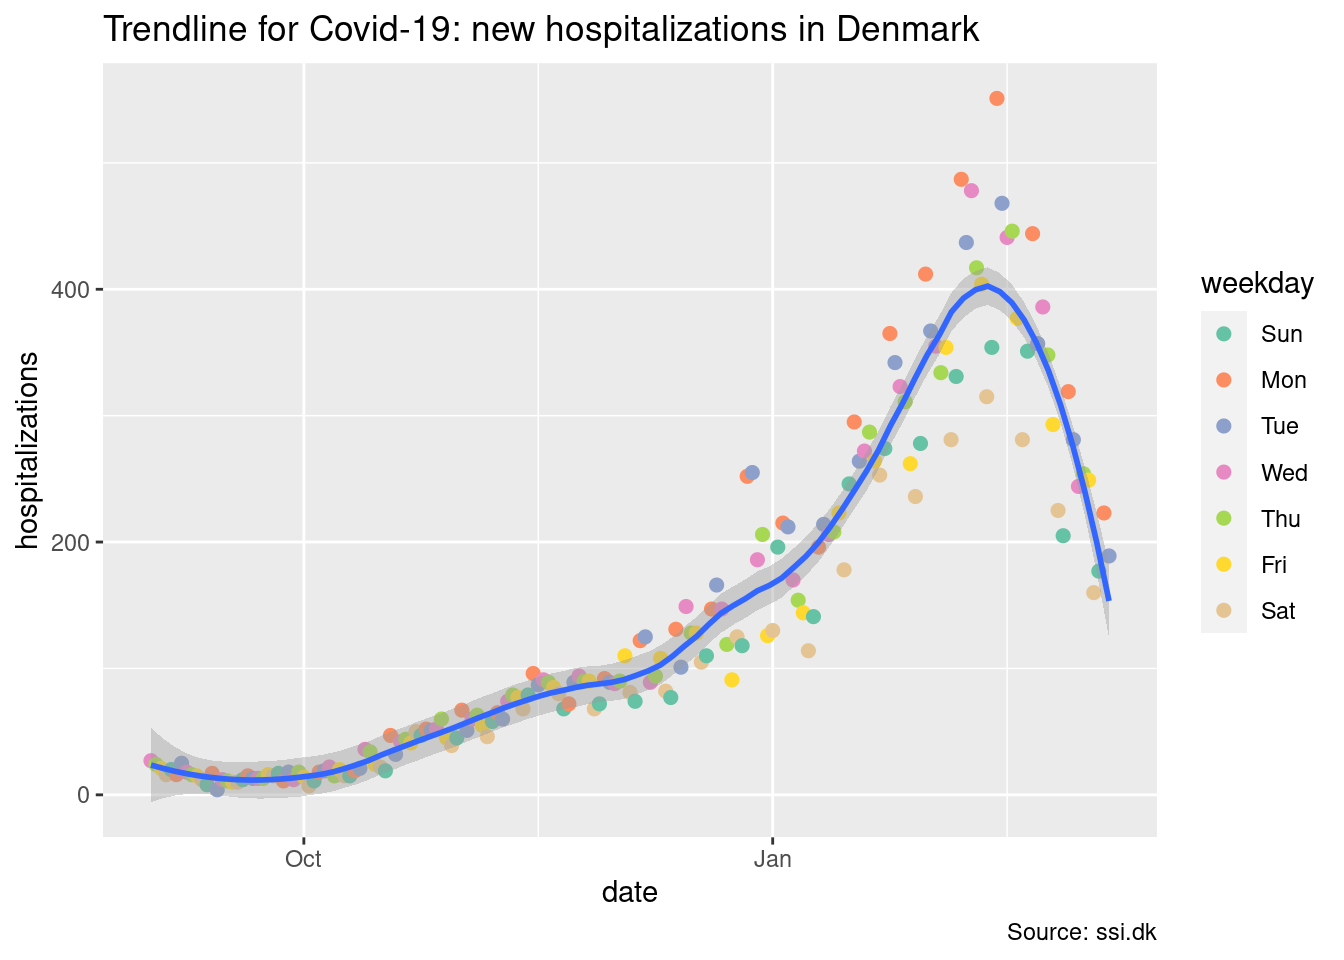 Trendline for Covid-19: new hospitalizations in Denmark
hospitalizations
400
200
0
Oct
Jan
date
weekday
Sun
Mon
Tue
Wed
Thu
Fri
Sat
Source: ssi.dk